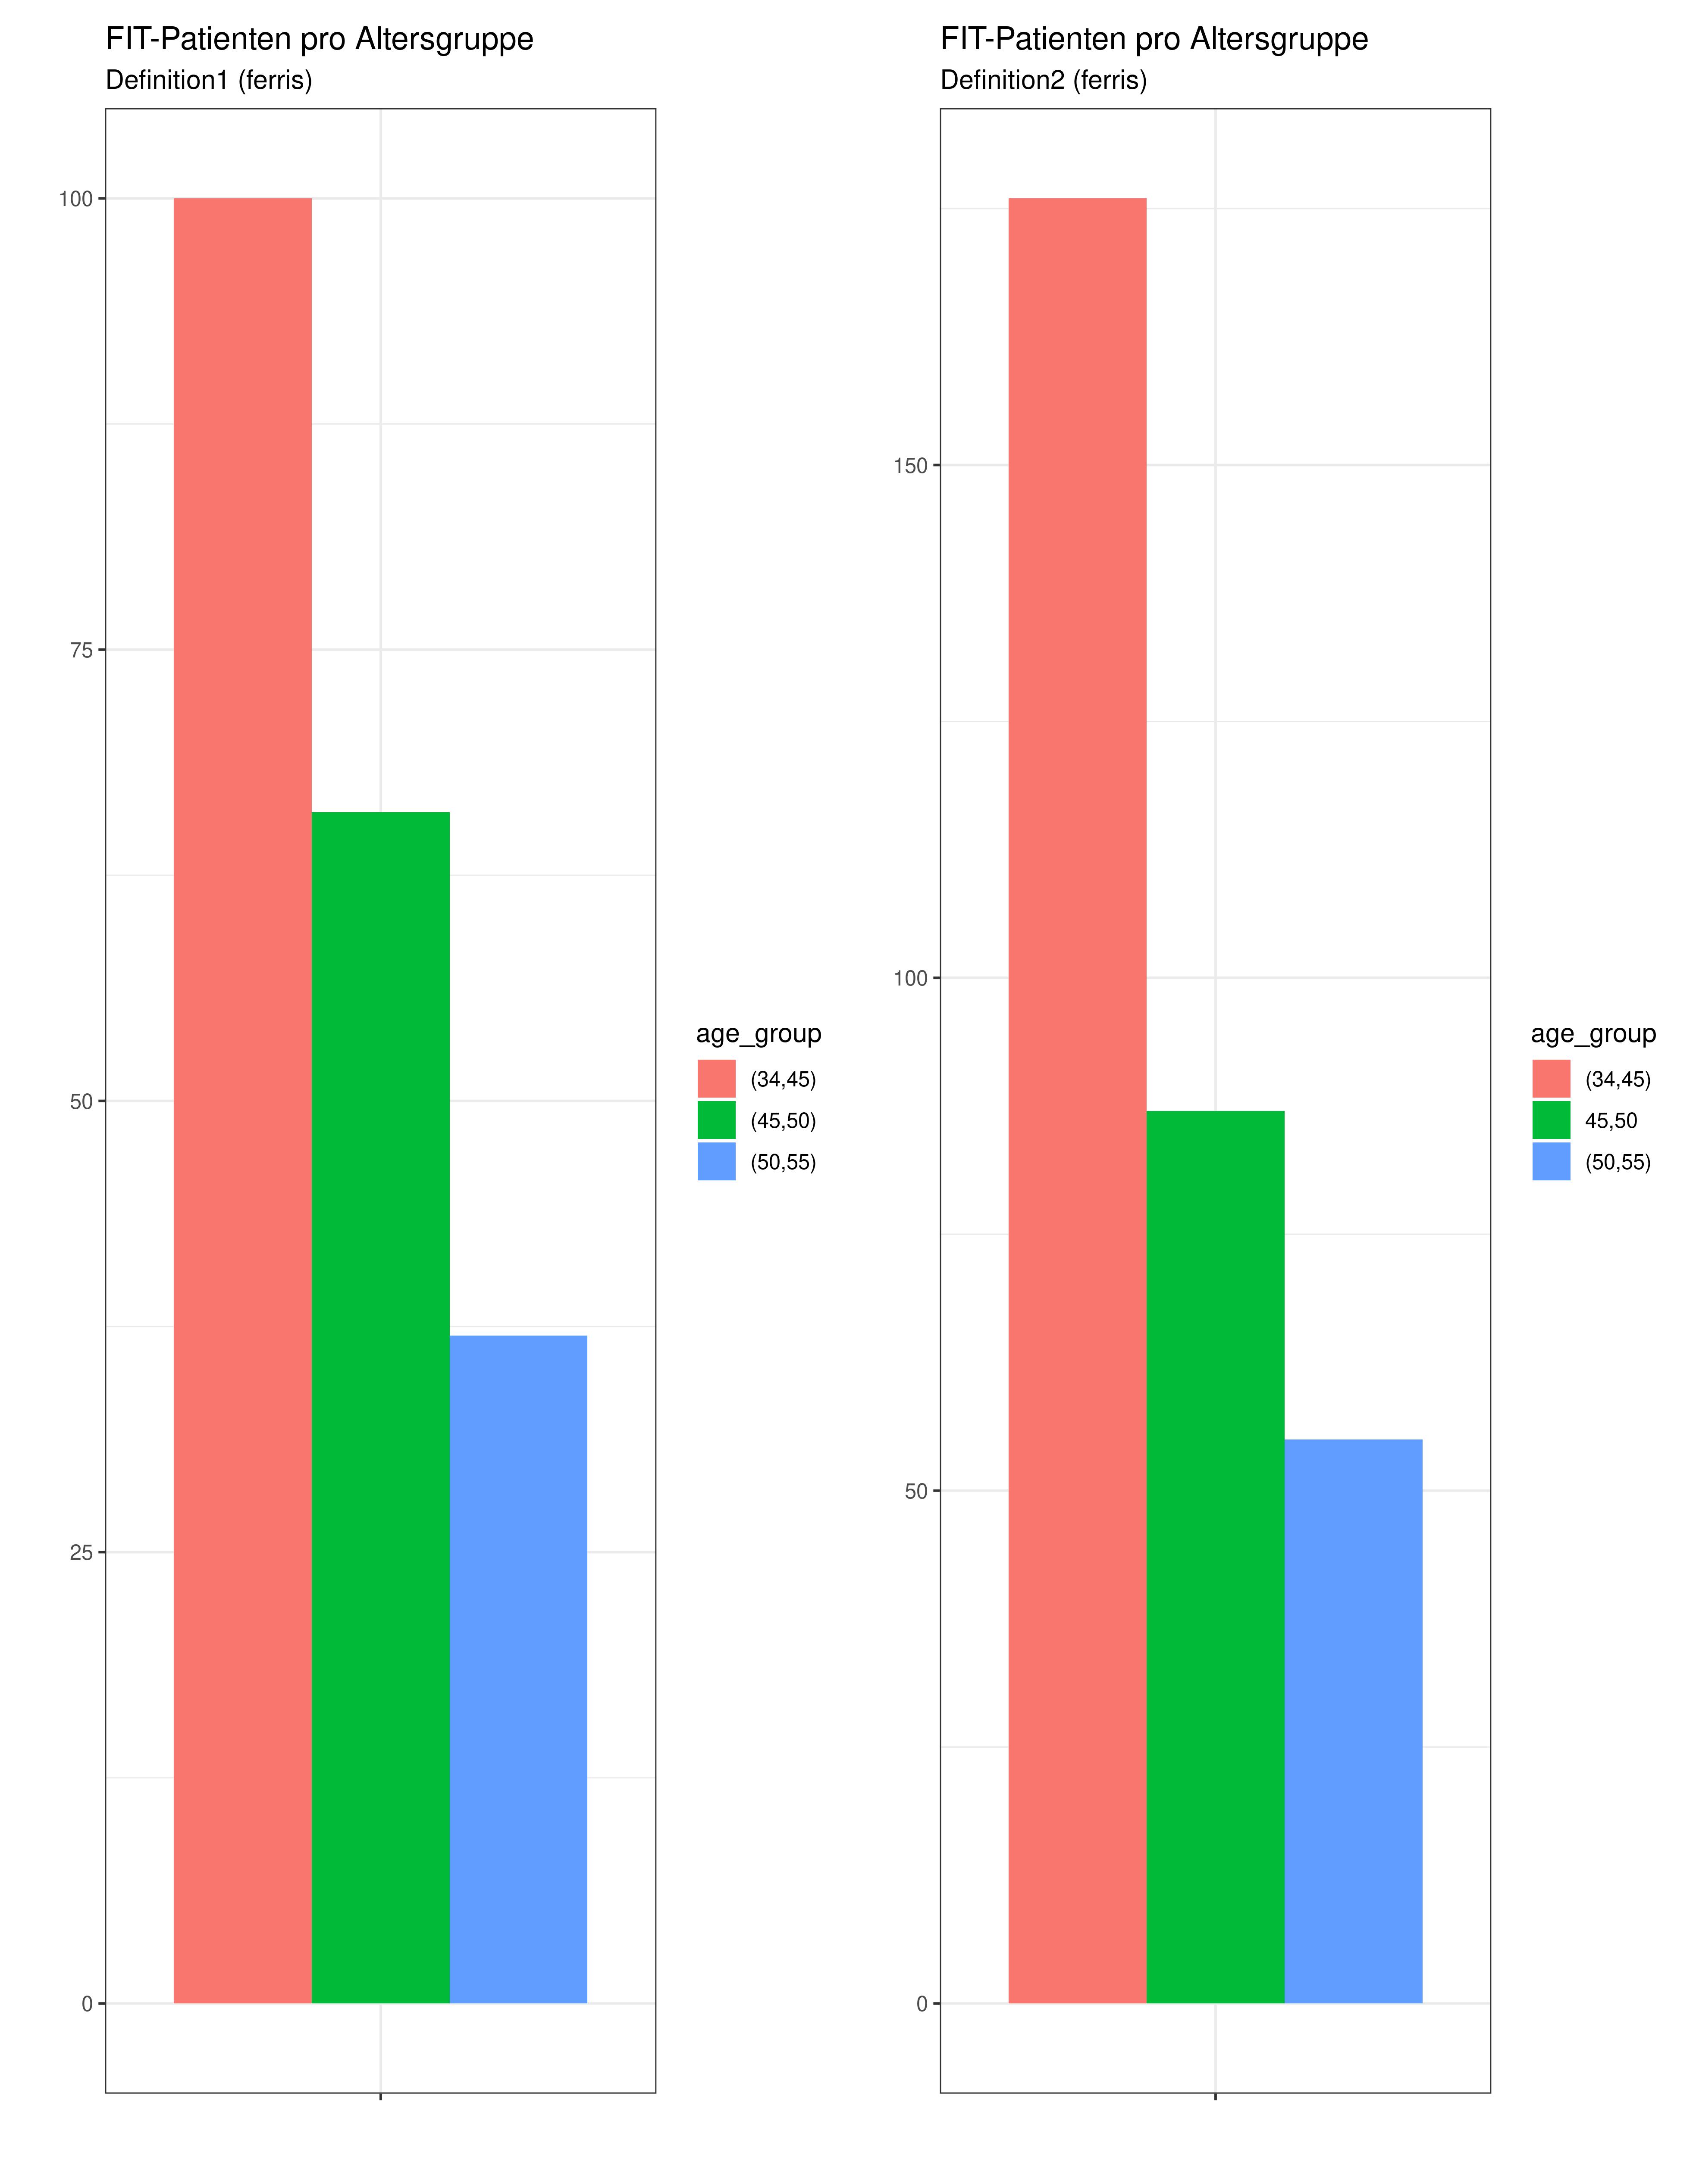 FIT-Patienten pro Altersgruppe
Definition1 (ferris)
100
75
50
25
0
age_group
(34,45)
(45,50)
(50,55)
FIT-Patienten pro Altersgruppe
Definition2 (ferris)
150
100
50
0
age_group
(34,45)
45,50
(50,55)